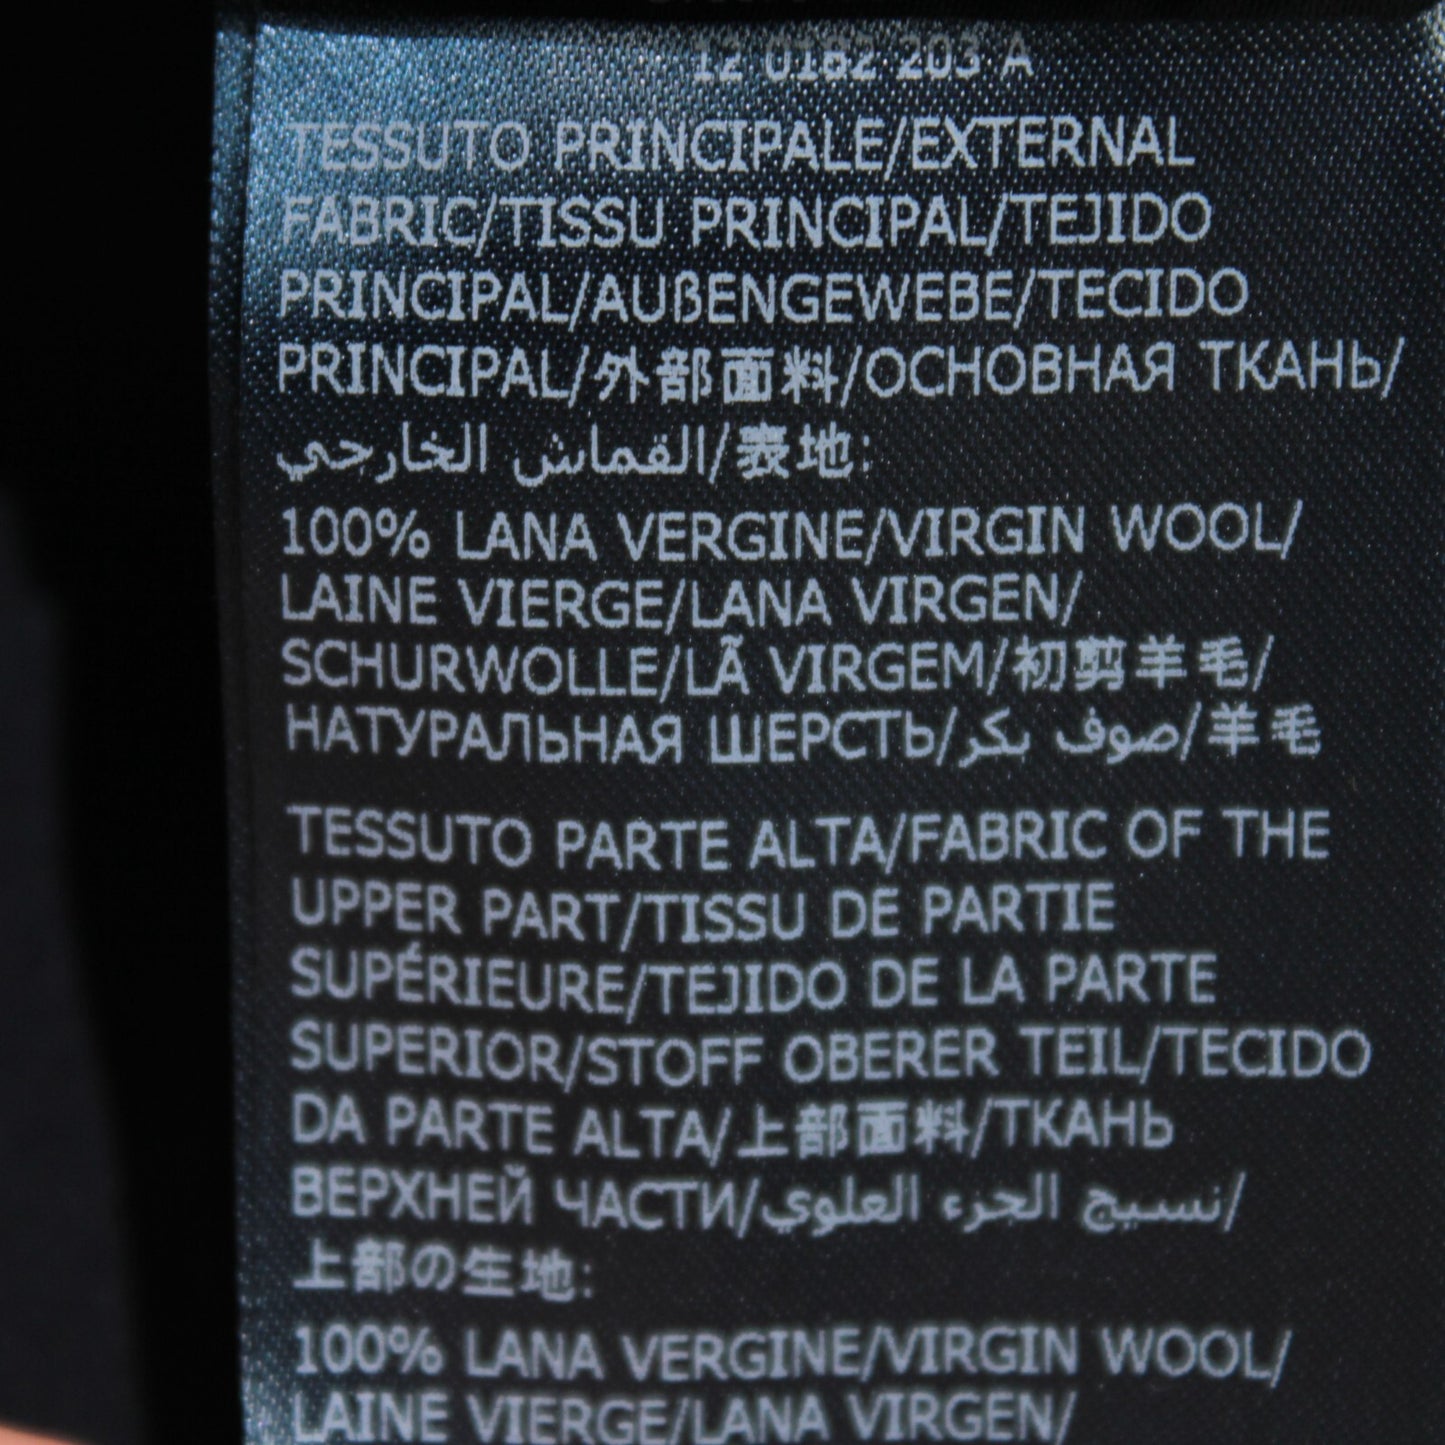 12 0182 203 A
TESSUTO PRINCIPALE/EXTERNAL
FABRIC/TISSU PRINCIPAL/TEJIDO
PRINCIPAL/AUßENGEWEBE/TECIDO
PRINCIPAL/外部面料/ОСНОВНАЯ ТКАНЬ/
القماش الخارجي/表地:
100% LANA VERGINE/VIRGIN WOOL/
LAINE VIERGE/LANA VIRGEN/
SCHURWOLLE/LÃ VIRGEM/初剪羊毛/
НАТУРАЛЬНАЯ ШЕРСТЬ/صوف بكر/羊毛
TESSUTO PARTE ALTA/FABRIC OF THE
UPPER PART/TISSU DE PARTIE
SUPÉRIEURE/TEJIDO DE LA PARTE
SUPERIOR/STOFF OBERER TEIL/TECIDO
DA PARTE ALTA/上部面料/ТКАНЬ
ВЕРХНЕЙ ЧАСТИ/نسيج الجزء العلوي/
上部の生地:
100% LANA VERGINE/VIRGIN WOOL/
LAINE VIERGE/LANA VIRGEN/